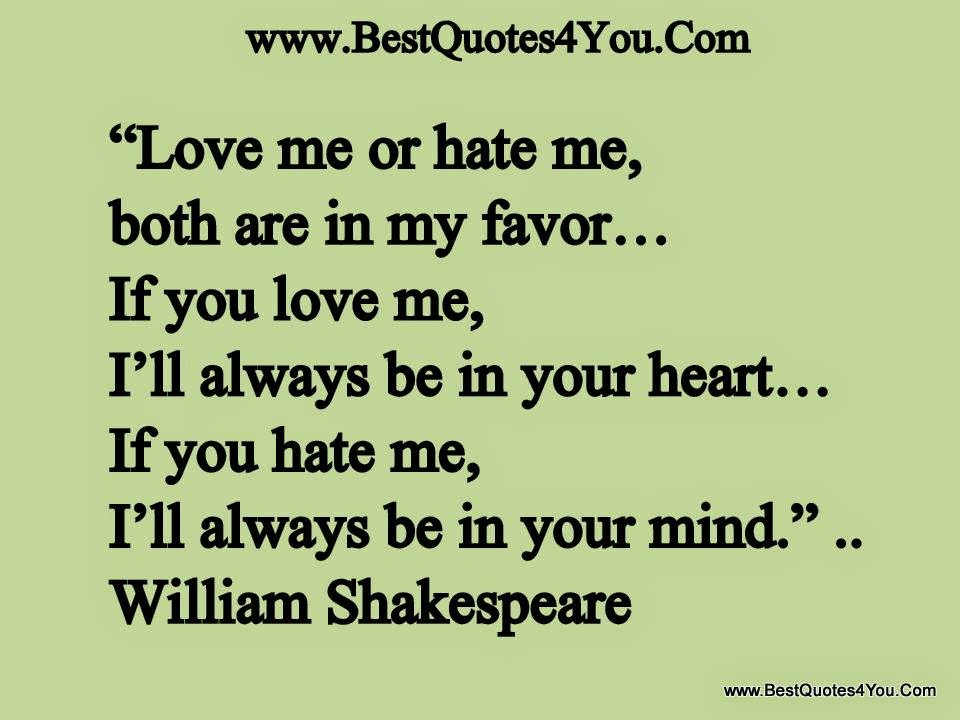 www.BestQuotes4You.Com
“Love me or hate me,
both are in my favor…
If you love me,
I’ll always be in your heart…
If you hate me,
I’ll always be in your mind.” ..
William Shakespeare
www.BestQuotes4You.Com